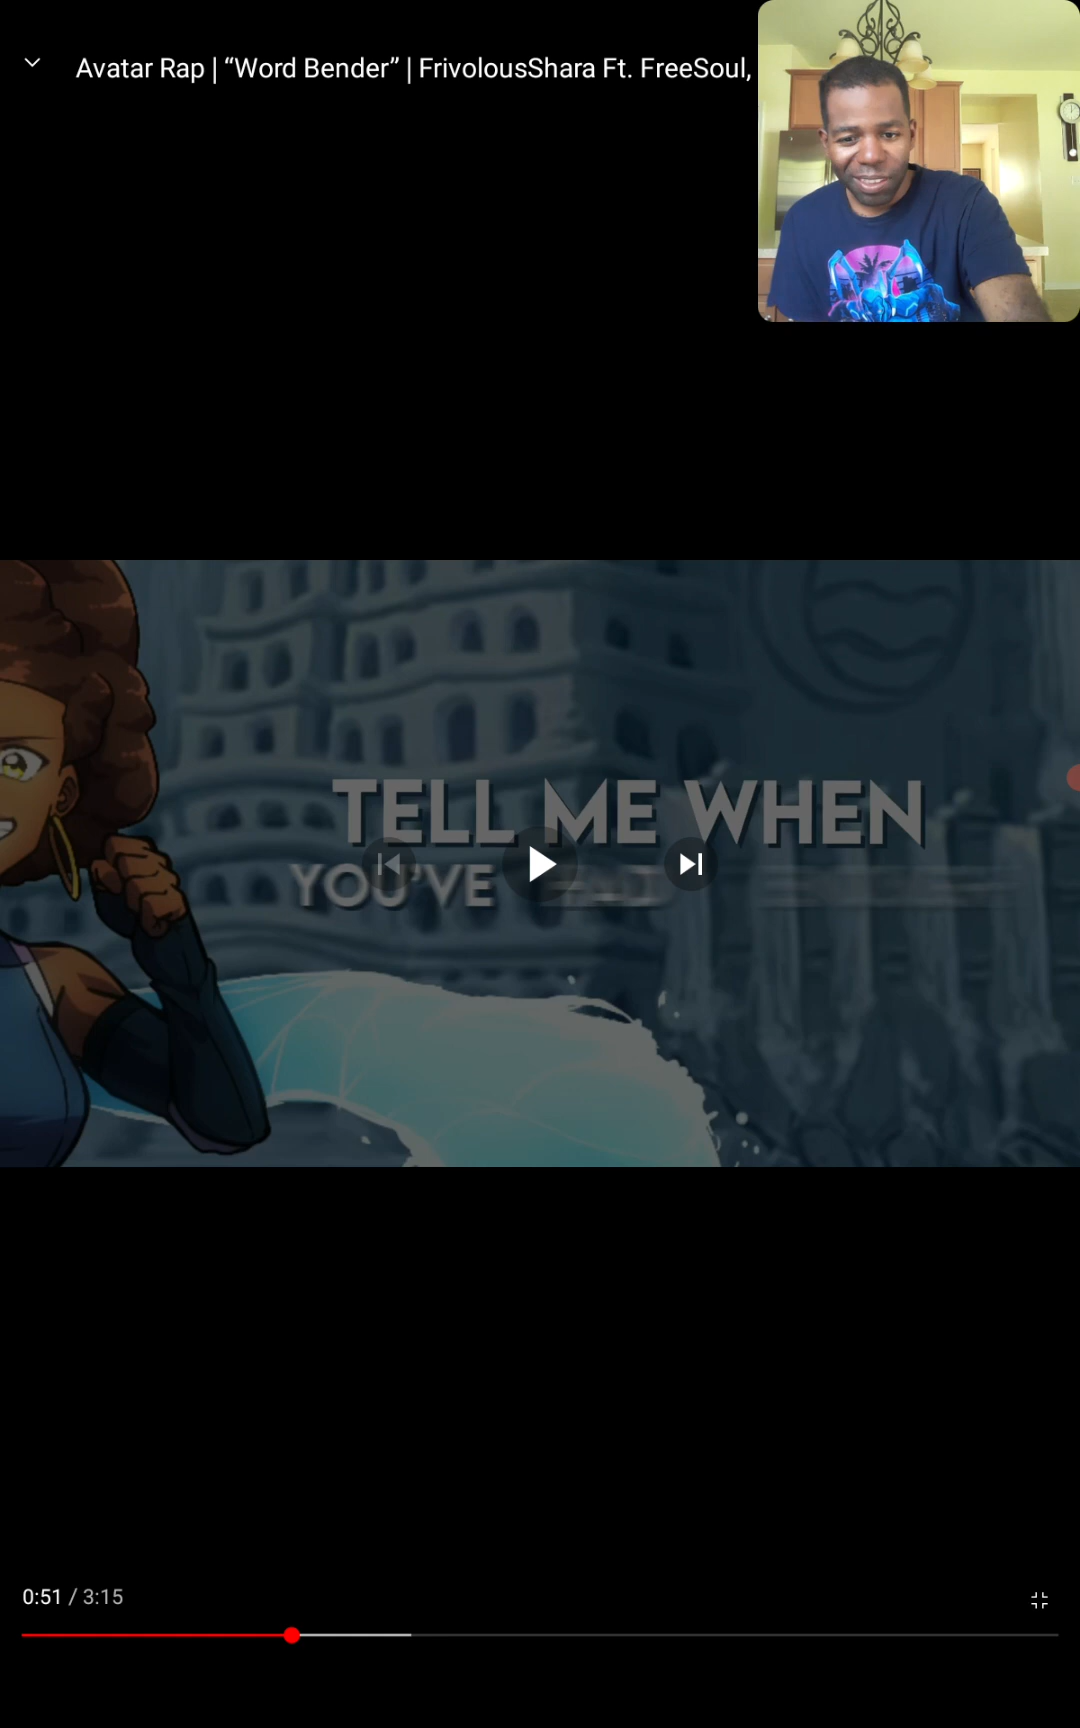 Avatar Rap | “Word Bender” | FrivolousShara Ft. FreeSoul,
TELL ME WHEN
YOU'VE
0:51 / 3:15